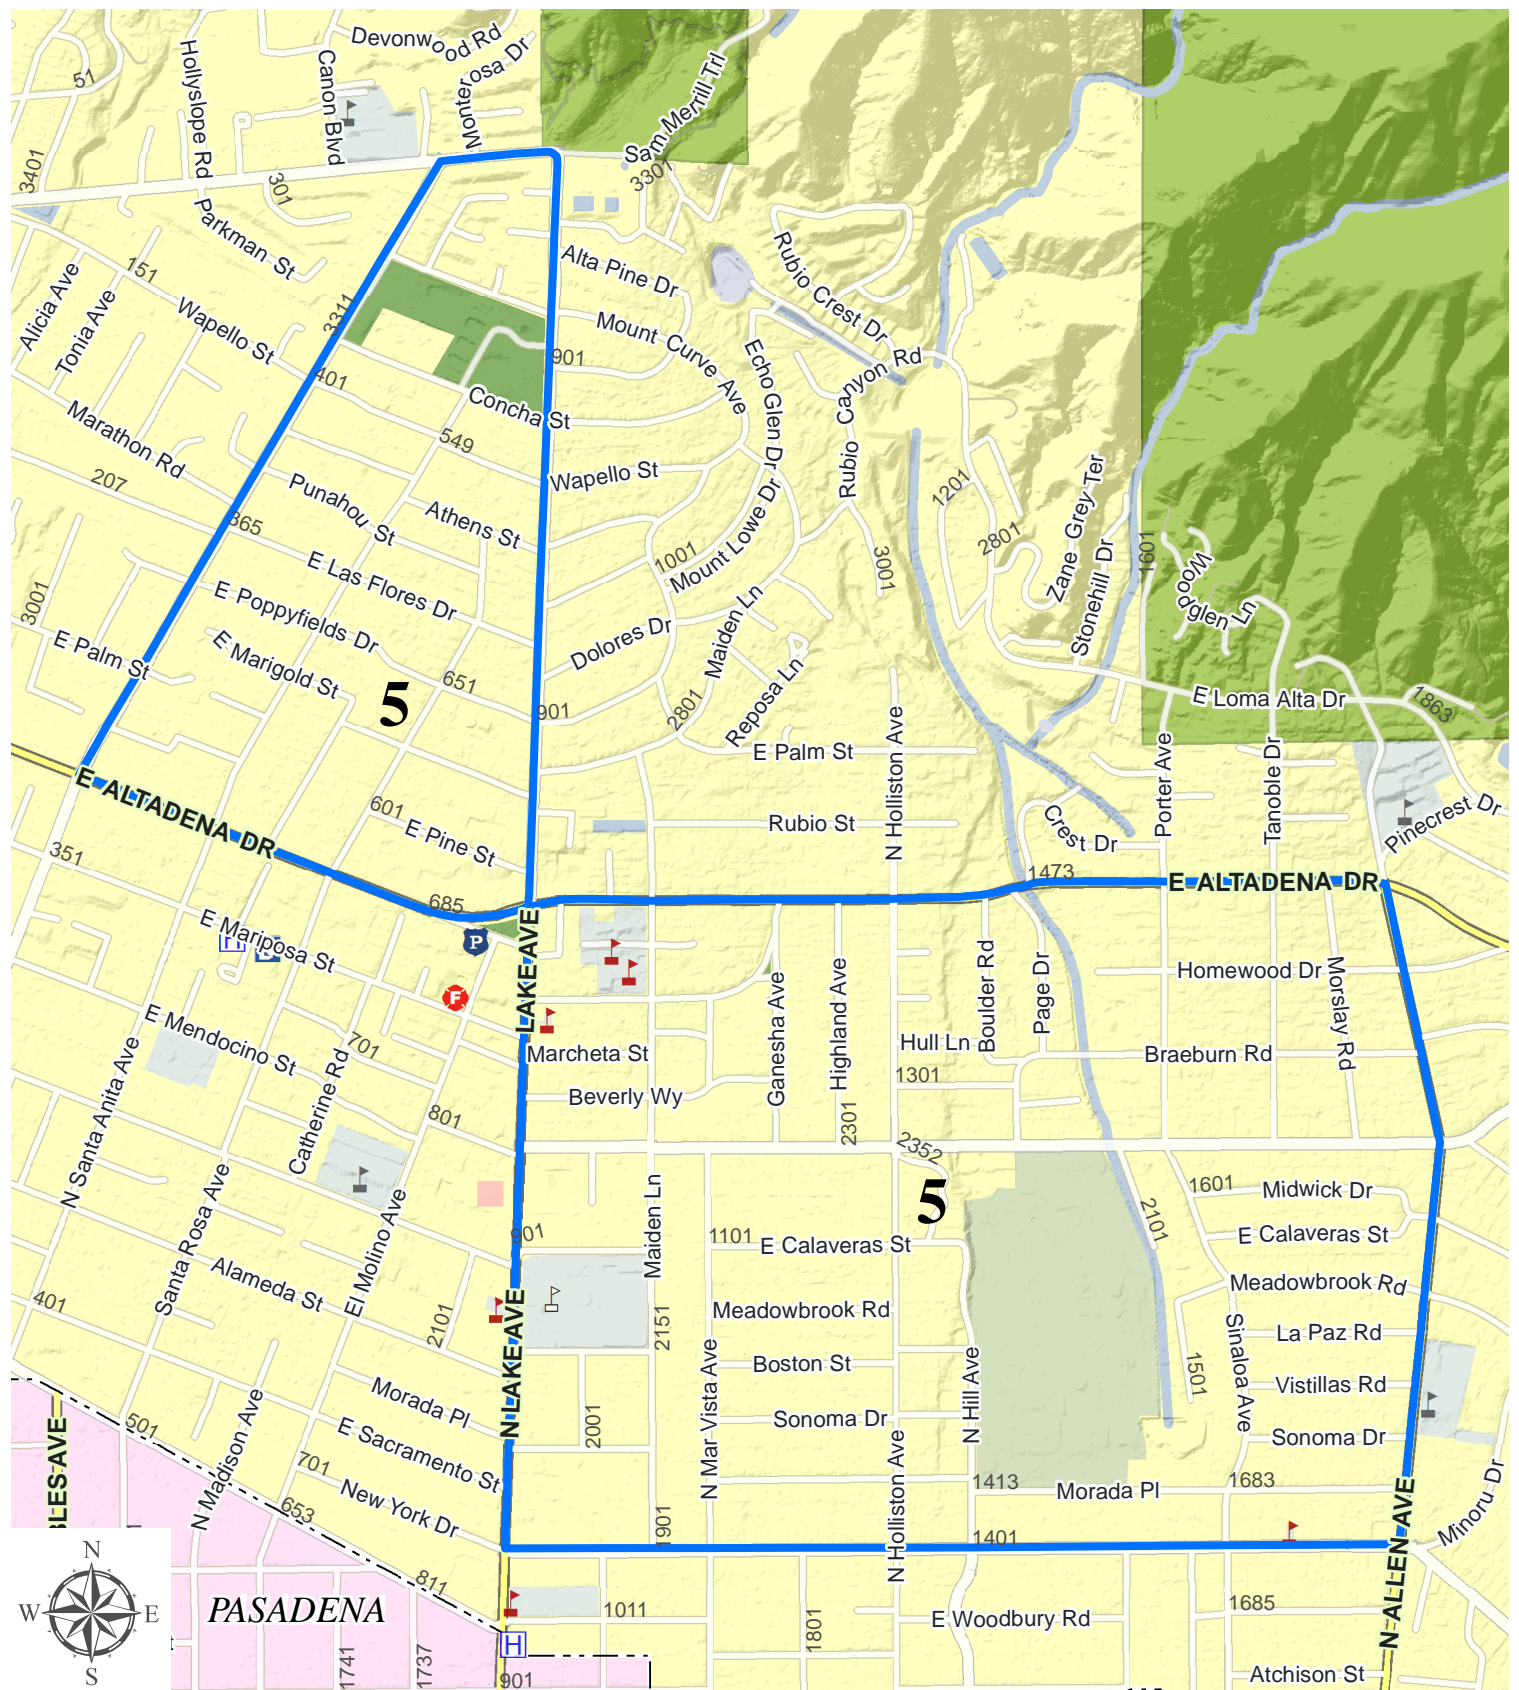 Devonwood Rd
Monterosa Dr
Hollyslope Rd
Canon Blvd
51
Sam Merrill Trl
3401
301
3301
Parkman St
Alta Pine Dr
Rubio Crest Dr
151
Alicia Ave
Tonia Ave
Wapello St
3311
Mount Curve Ave
901
Echo Glen Dr
Rubio Canyon Rd
401
Concha St
Marathon Rd
549
207
Wapello St
Punahou St
Athens St
365
Mount Lowe Dr
1201
2801
Zane Grey Ter
1001
3001
1601
Stonehill Dr
Woodglen Ln
E Las Flores Dr
E Poppyfields Dr
3001
E Palm St
E Marigold St
Dolores Dr
Maiden Ln
Reposa Ln
651
5
901
2801
E Loma Alta Dr
1863
E Palm St
N Holliston Ave
Porter Ave
Tanoble Dr
Pinecrest Dr
E ALTADENA DR
601
E Pine St
Rubio St
Crest Dr
351
1473
E ALTADENA DR
685
E Mariposa St
H
P
F
LAKE AVE
Homewood Dr
Morslay Rd
Boulder Rd
Page Dr
Ganesha Ave
Highland Ave
E Mendocino St
701
Marcheta St
Hull Ln
Braeburn Rd
Beverly Wy
1301
N Santa Anita Ave
Catherine Rd
801
2301
2352
Santa Rosa Ave
El Molino Ave
Maiden Ln
5
2101
1601
Midwick Dr
901
1101
E Calaveras St
E Calaveras St
Alameda St
Meadowbrook Rd
Meadowbrook Rd
401
2101
N LAKE AVE
2151
Sinaloa Ave
La Paz Rd
Boston St
1501
Vistillas Rd
Morada Pl
N Mar Vista Ave
N Hill Ave
Sonoma Dr
Sonoma Dr
501
N Madison Ave
E Sacramento St
2001
N Holliston Ave
701
New York Dr
1413
Morada Pl
1683
Minoru Dr
BLES AVE
653
1901
1401
N ALLEN AVE
N
W
E
S
PASADENA
811
1011
1801
E Woodbury Rd
1685
H
1741
1737
901
Atchison St